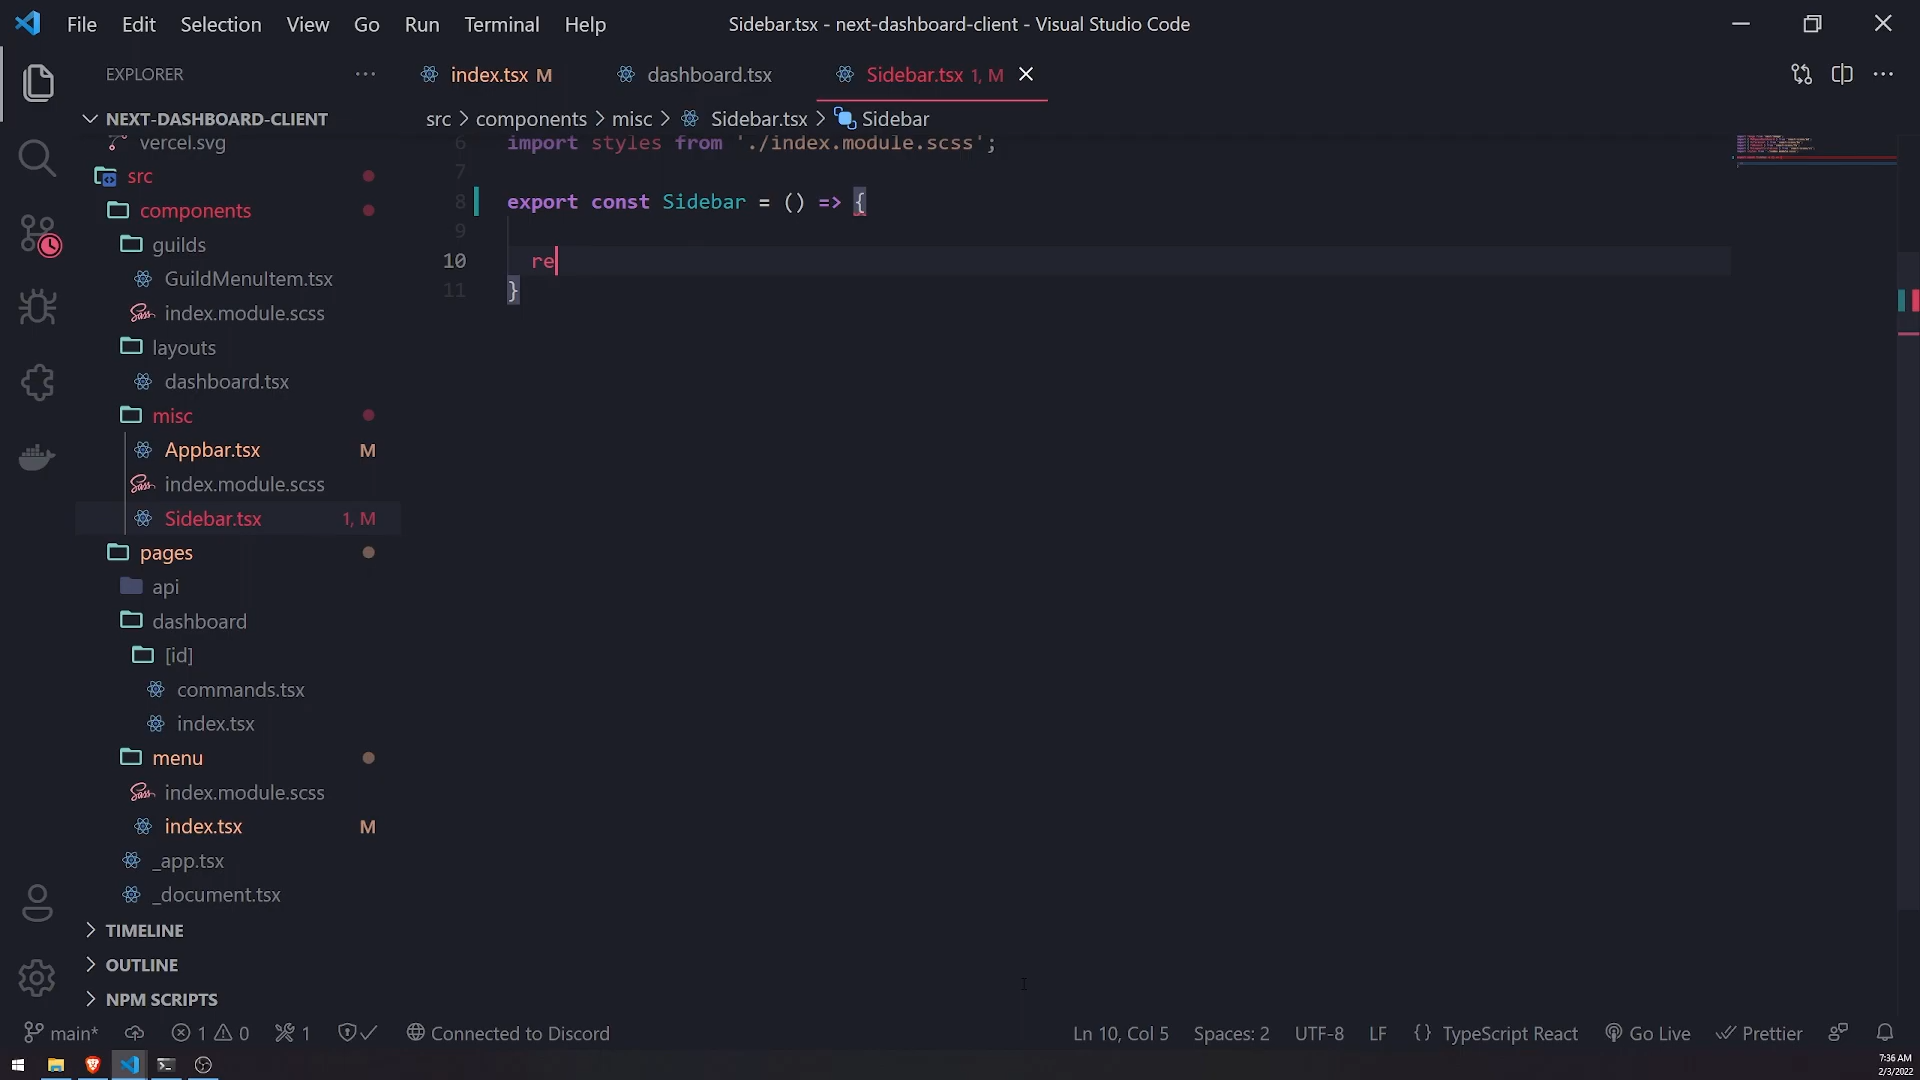 File Edit Selection View Go Run Terminal Help
Sidebar.tsx - next-dashboard-client - Visual Studio Code
EXPLORER
index.tsx M
dashboard.tsx
Sidebar.tsx 1, M
NEXT-DASHBOARD-CLIENT
src > components > misc > Sidebar.tsx > Sidebar
vercel.svg
src
components
guilds
GuildMenuItem.tsx
index.module.scss
layouts
dashboard.tsx
misc
Appbar.tsx M
index.module.scss
Sidebar.tsx 1, M
pages
api
dashboard
[id]
commands.tsx
index.tsx
menu
index.module.scss
index.tsx M
_app.tsx
_document.tsx
TIMELINE
OUTLINE
NPM SCRIPTS
6 import styles from './index.module.scss';
7
8 export const Sidebar = () => {
9
10 re
11 }
main* 1 0 1 Connected to Discord
Ln 10, Col 5 Spaces: 2 UTF-8 LF {} TypeScript React Go Live Prettier
7:36 AM
2/3/2022